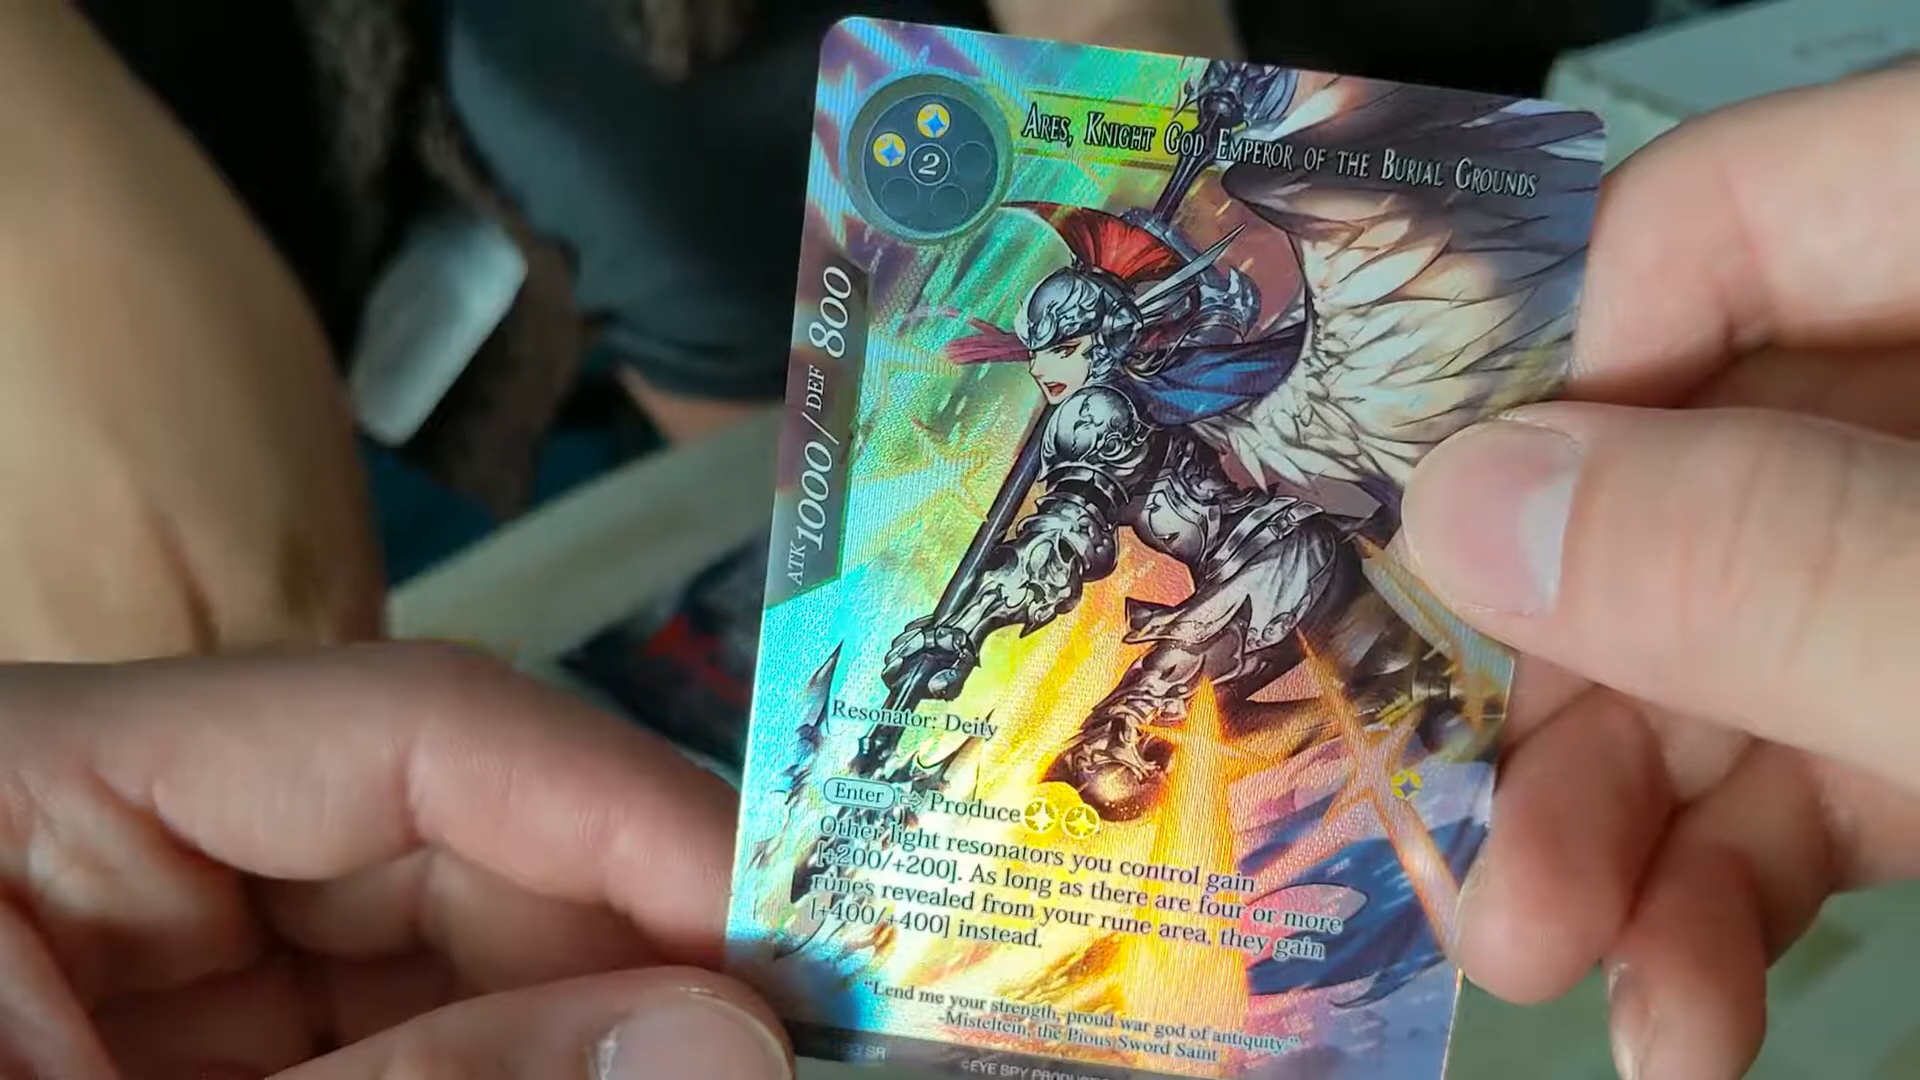 2
ARES, KNIGHT GOD EMPEROR OF THE BURIAL GROUNDS
ATK 1000 / DEF 800
Resonator: Deity
Enter Produce
Other light resonators you control gain
[+200/+200]. As long as there are four or more
runes revealed from your rune area, they gain
[+400/+400] instead.
"Lend me your strength, proud war god of antiquity."
-Misteltein, the Pious Sword Saint
SR
©EYE SPY